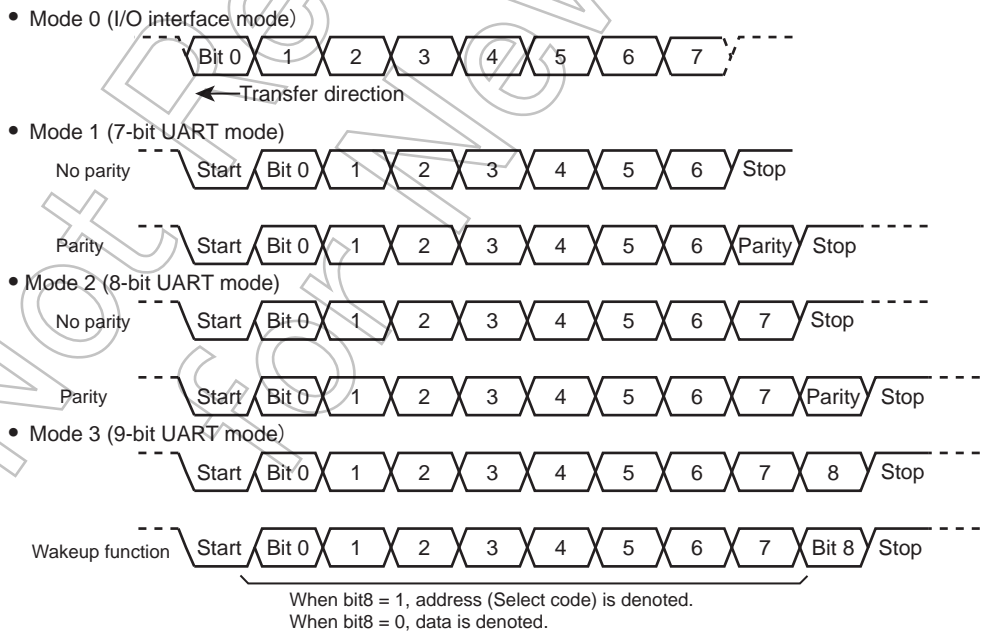 • Mode 0 (I/O interface mode）
Bit 0 1 2 3 4 5 6 7
Transfer direction
• Mode 1 (7-bit UART mode)
No parity Start Bit 0 1 2 3 4 5 6 Stop
Parity Start Bit 0 1 2 3 4 5 6 Parity Stop
• Mode 2 (8-bit UART mode)
No parity Start Bit 0 1 2 3 4 5 6 7 Stop
Parity Start Bit 0 1 2 3 4 5 6 7 Parity Stop
• Mode 3 (9-bit UART mode）
Start Bit 0 1 2 3 4 5 6 7 8 Stop
Wakeup function Start Bit 0 1 2 3 4 5 6 7 Bit 8 Stop
When bit8 = 1, address (Select code) is denoted.
When bit8 = 0, data is denoted.
Not Re
for New